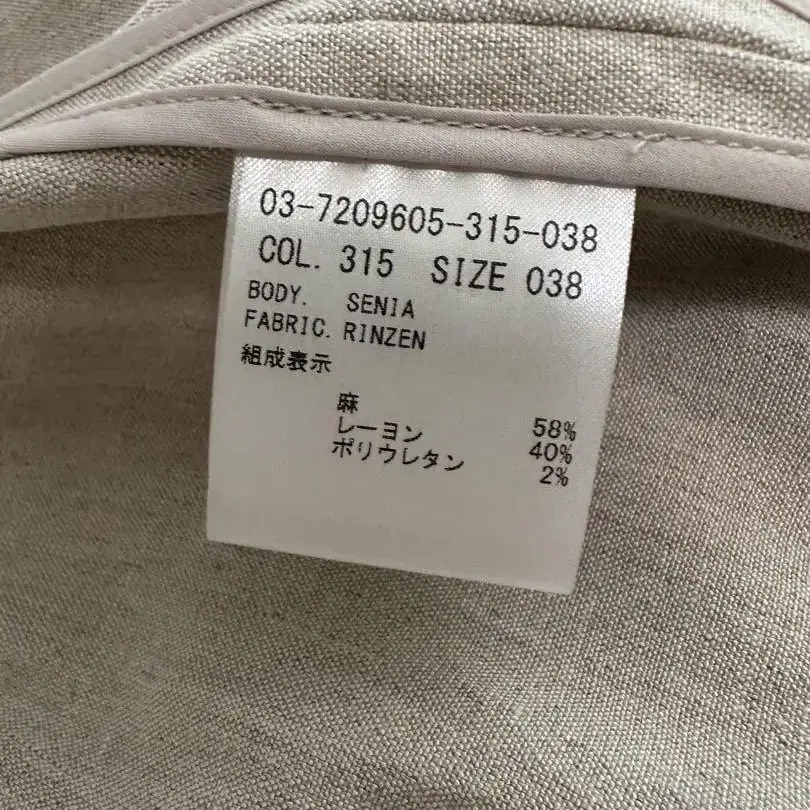 03-7209605-315-038
COL. 315 SIZE 038
BODY. SENIA
FABRIC. RINZEN
組成表示
麻 58%
レーヨン 40%
ポリウレタン 2%